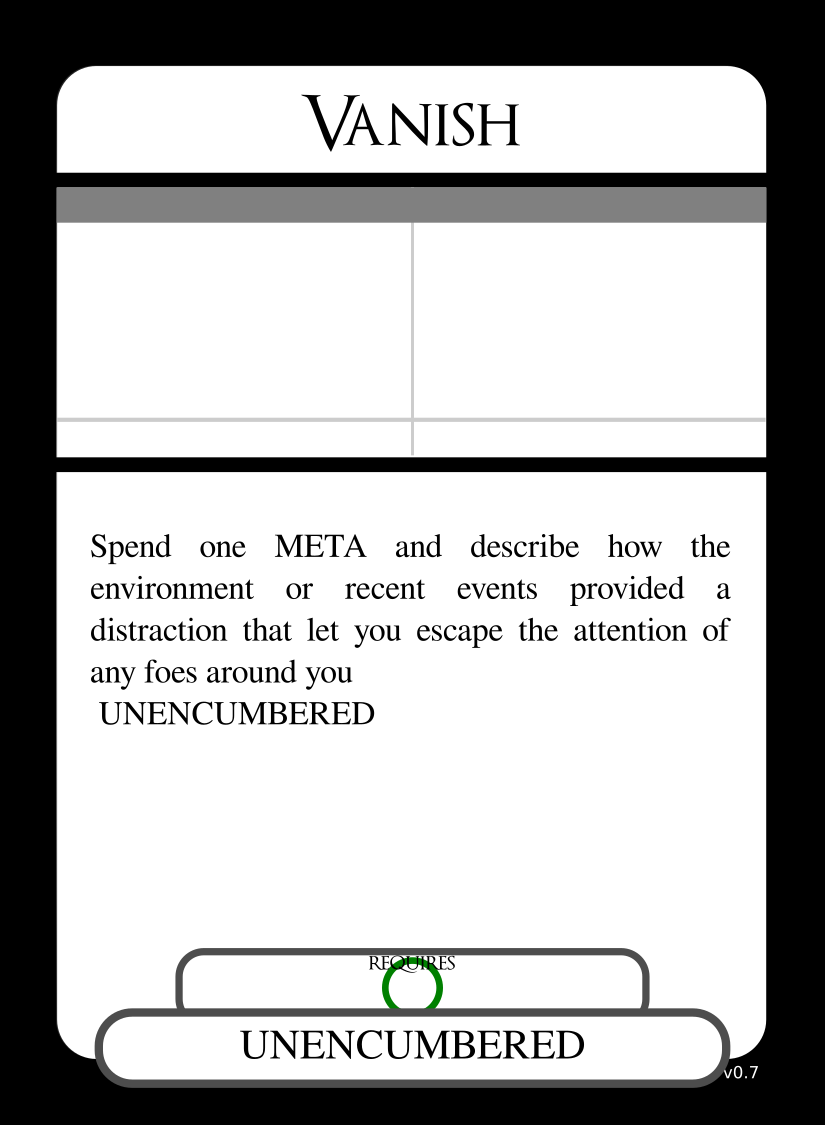 Vanish
Spend one META and describe how the
environment or recent events provided a
distraction that let you escape the attention of
any foes around you
UNENCUMBERED
REQUIRES
UNENCUMBERED
v0.7